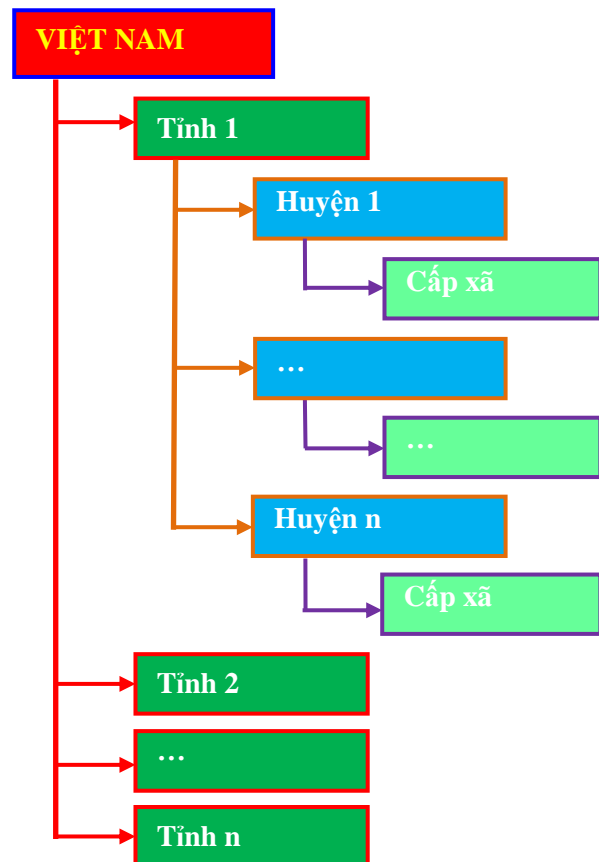 VIỆT NAM
Tỉnh 1
Huyện 1
Cấp xã
…
…
Huyện n
Cấp xã
Tỉnh 2
…
Tỉnh n